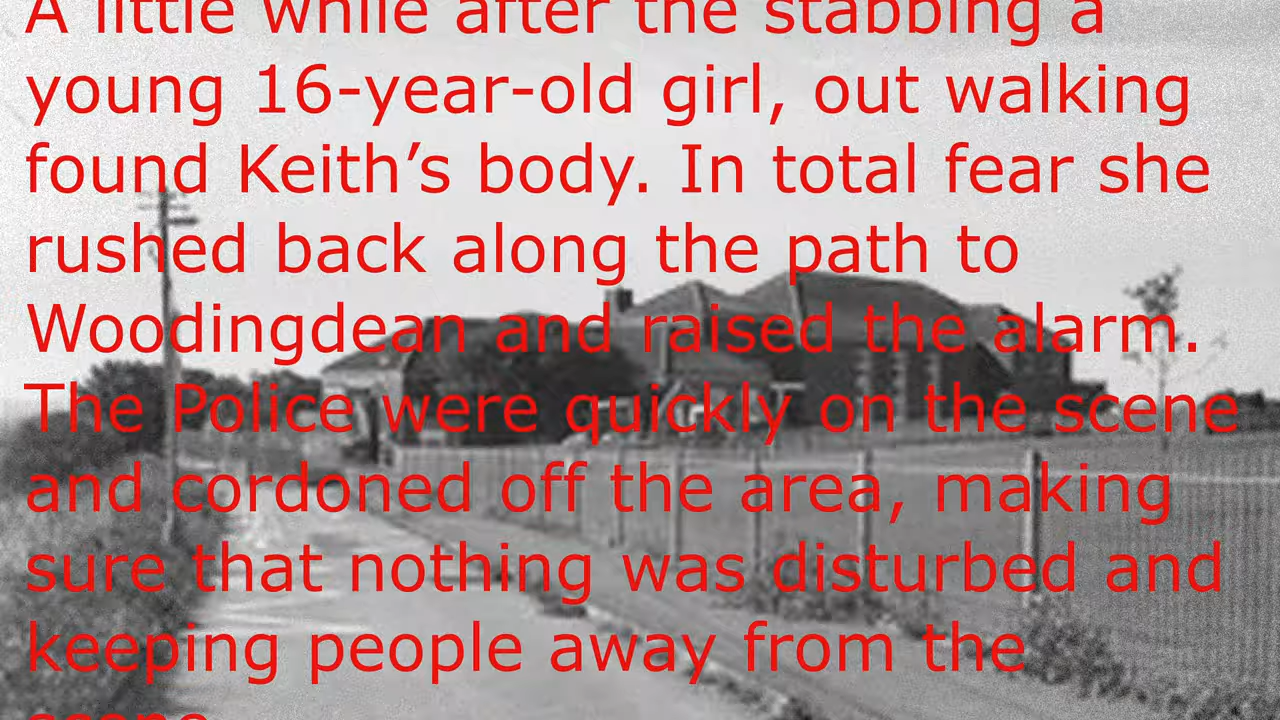 A little while after the stabbing a
young 16-year-old girl, out walking
found Keith’s body. In total fear she
rushed back along the path to
Woodingdean and raised the alarm.
The Police were quickly on the scene
and cordoned off the area, making
sure that nothing was disturbed and
keeping people away from the
scene